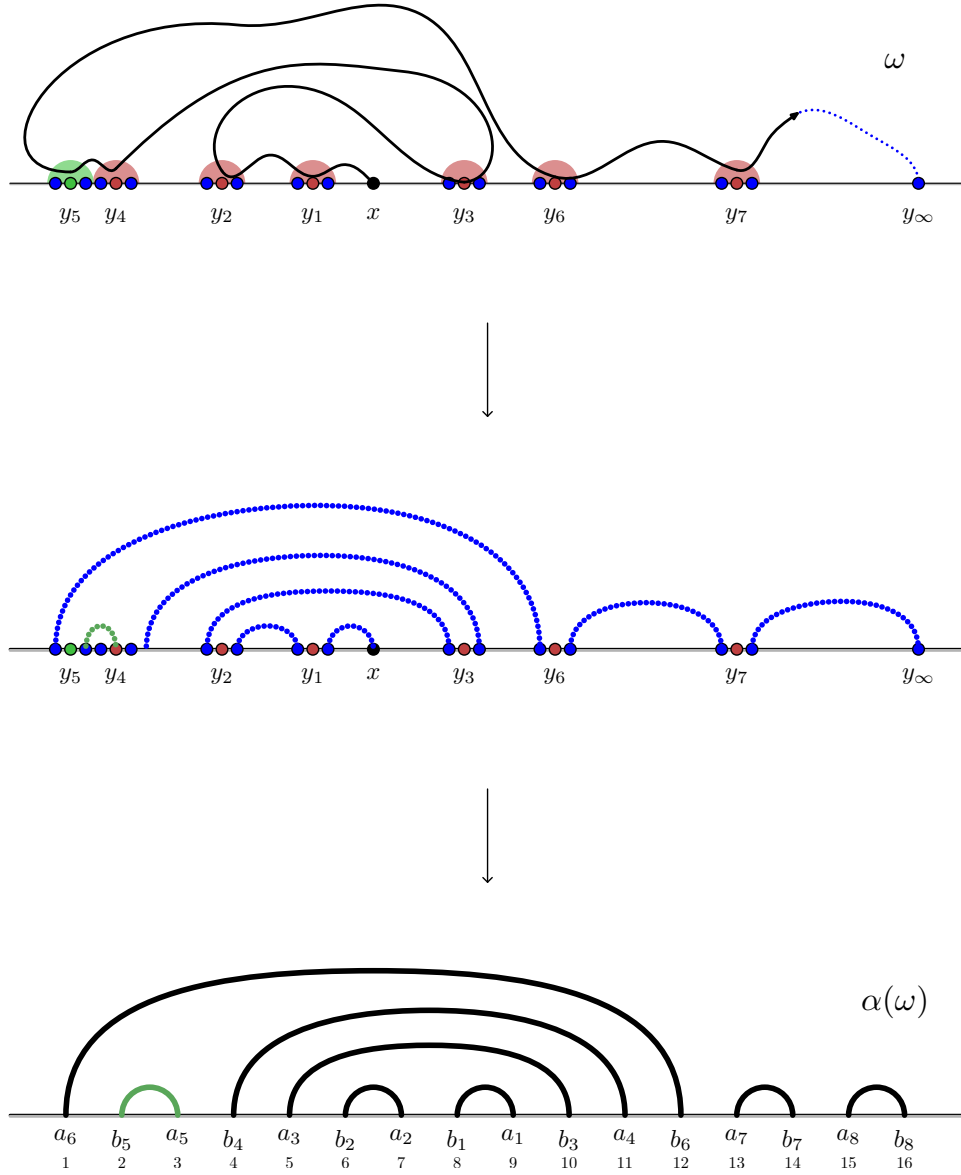 ω
y₅ y₄ y₂ y₁ x y₃ y₆ y₇ y∞
y₅ y₄ y₂ y₁ x y₃ y₆ y₇ y∞
α(ω)
a₆ b₅ a₅ b₄ a₃ b₂ a₂ b₁ a₁ b₃ a₄ b₆ a₇ b₇ a₈ b₈
1 2 3 4 5 6 7 8 9 10 11 12 13 14 15 16